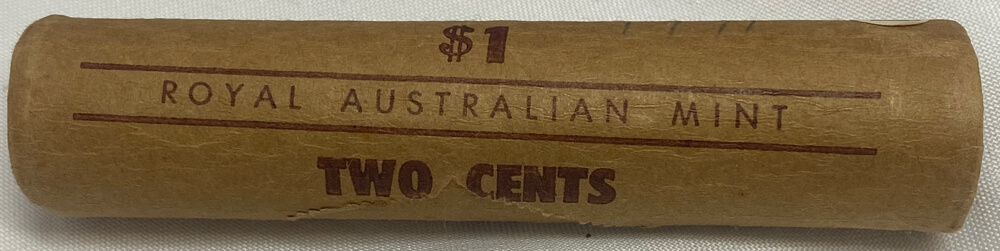 $1
ROYAL AUSTRALIAN MINT
TWO CENTS